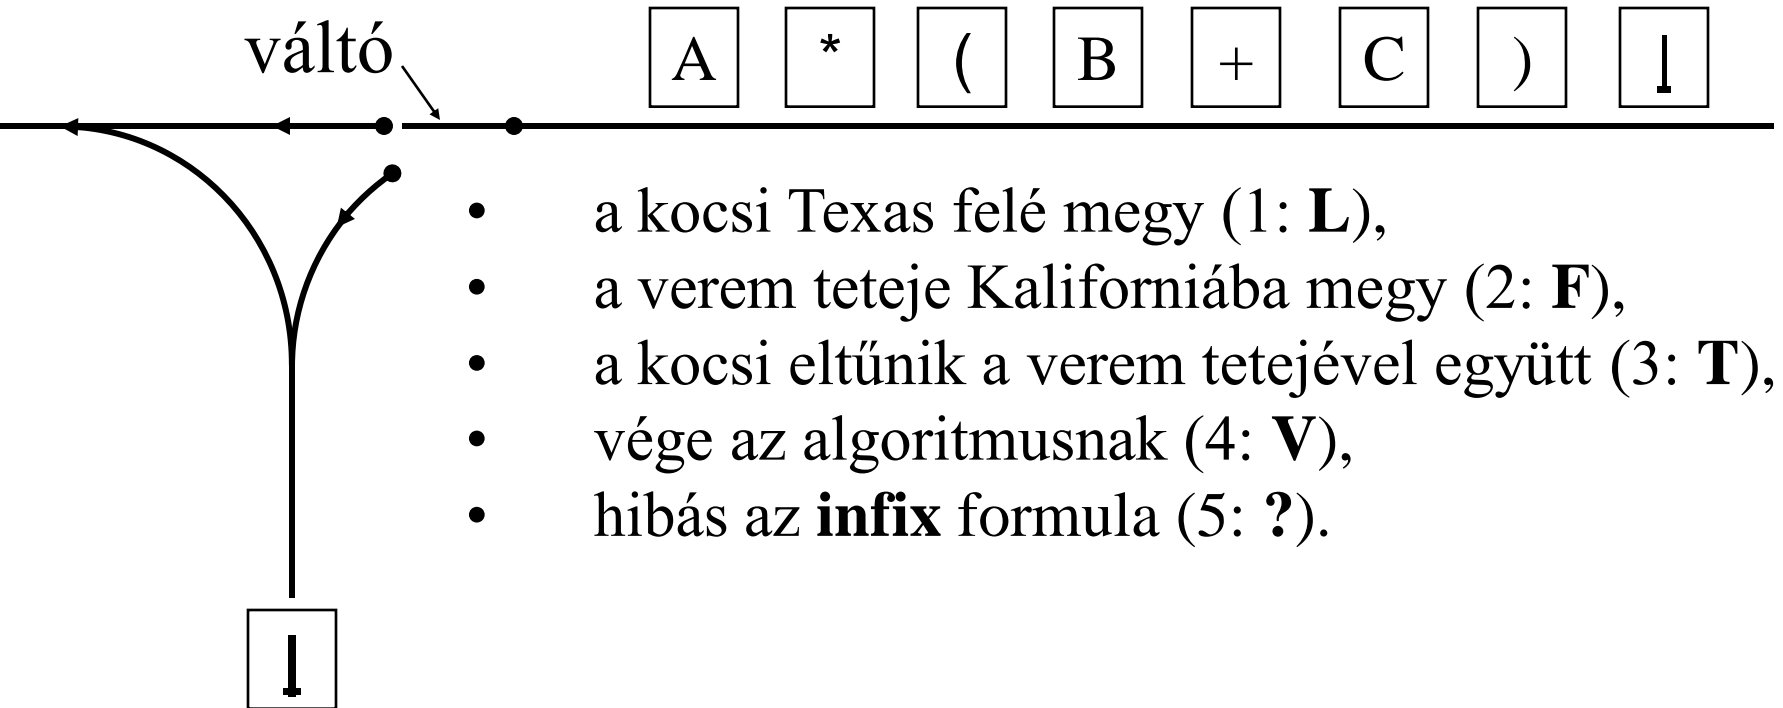 váltó
A * ( B + C ) ⊥
• a kocsi Texas felé megy (1: L),
• a verem teteje Kaliforniába megy (2: F),
• a kocsi eltűnik a verem tetejével együtt (3: T),
• vége az algoritmusnak (4: V),
• hibás az infix formula (5: ?).
⊥